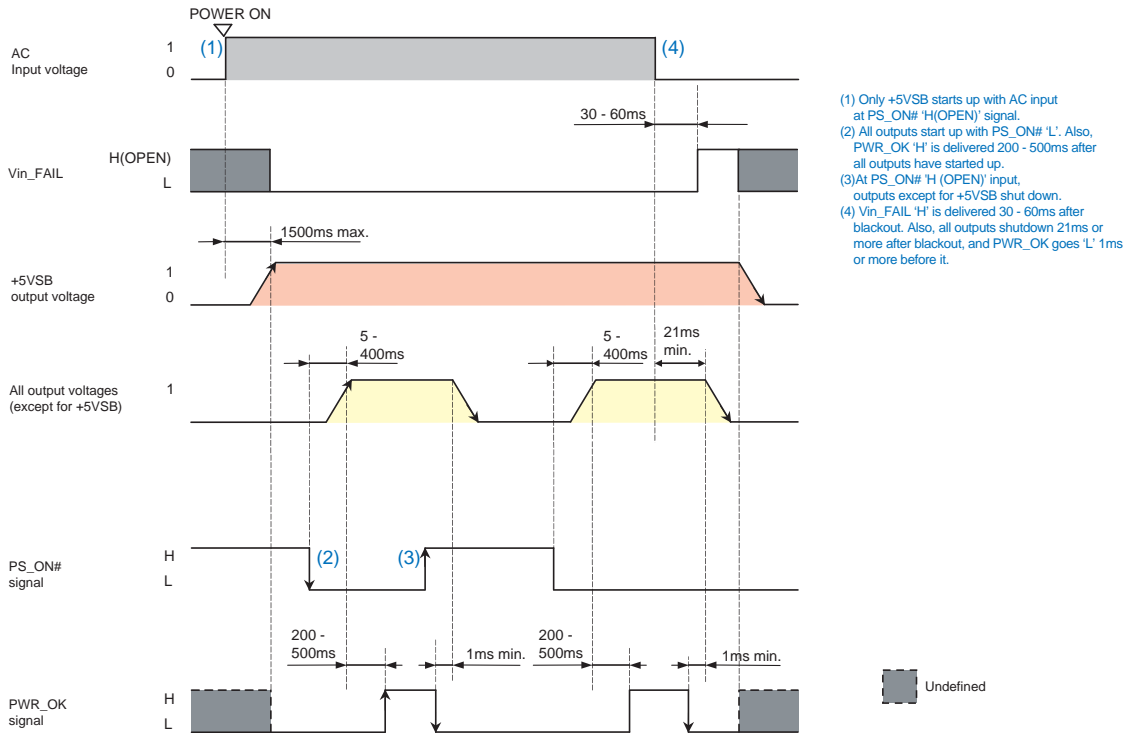 POWER ON
AC
Input voltage
1
0
(1)
(4)
30 - 60ms
Vin_FAIL
H(OPEN)
L
1500ms max.
+5VSB
output voltage
1
0
5 -
400ms
5 -
400ms
21ms
min.
All output voltages
(except for +5VSB)
1
PS_ON#
signal
H
L
(2)
(3)
200 -
500ms
1ms min.
200 -
500ms
1ms min.
PWR_OK
signal
H
L
Undefined
(1) Only +5VSB starts up with AC input
at PS_ON# 'H(OPEN)' signal.
(2) All outputs start up with PS_ON# 'L'. Also,
PWR_OK 'H' is delivered 200 - 500ms after
all outputs have started up.
(3)At PS_ON# 'H (OPEN)' input,
outputs except for +5VSB shut down.
(4) Vin_FAIL 'H' is delivered 30 - 60ms after
blackout. Also, all outputs shutdown 21ms or
more after blackout, and PWR_OK goes 'L' 1ms
or more before it.